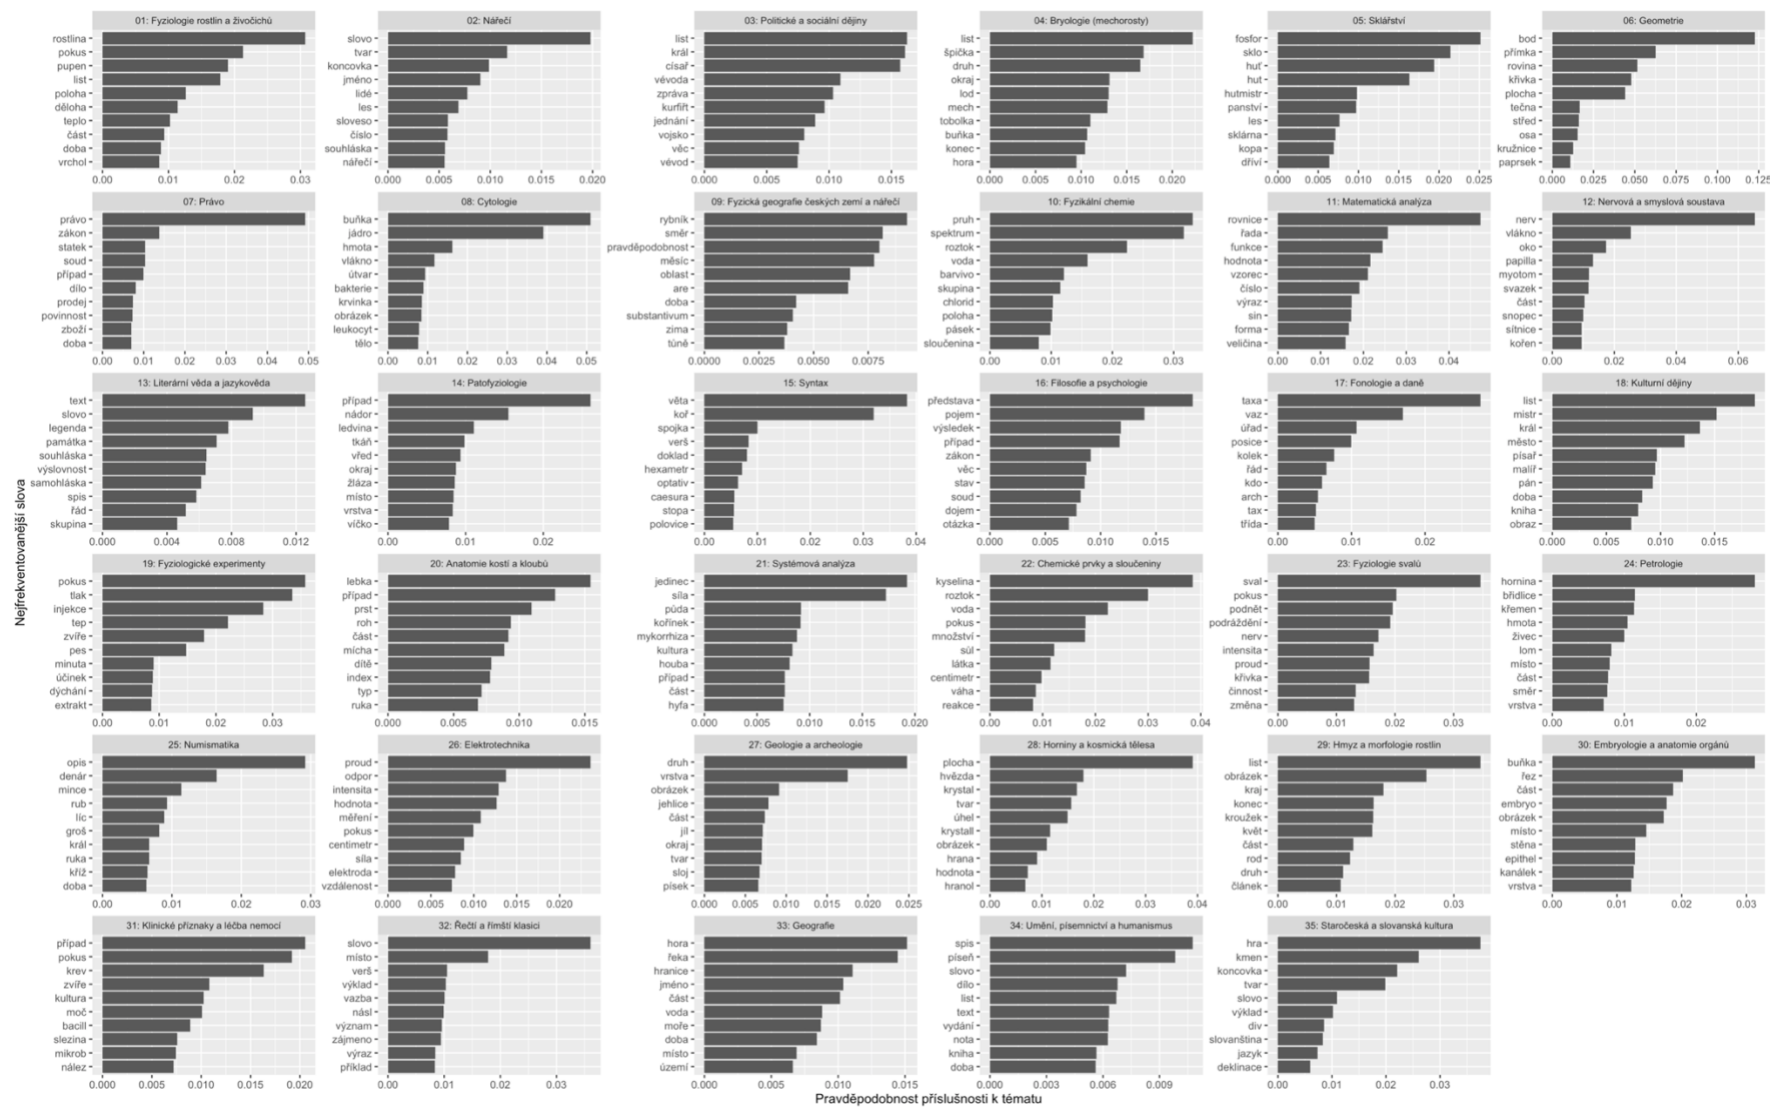 Nejfrekventovanější slova
01: Fyziologie rostlin a živočichů
rostlina
pokus
pupen
list
poloha
děloha
teplo
část
doba
vrchol
0.00 0.01 0.02 0.03
02: Nářečí
slovo
tvar
koncovka
jméno
lidé
les
sloveso
číslo
souhláska
nářečí
0.000 0.005 0.010 0.015 0.020
03: Politické a sociální dějiny
list
král
císař
vévoda
zpráva
kurfiřt
jednání
vojsko
věc
vévod
0.000 0.005 0.010 0.015
04: Bryologie (mechorosty)
list
špička
druh
okraj
lod
mech
tobolka
buňka
konec
hora
0.000 0.005 0.010 0.015 0.020
05: Sklářství
fosfor
sklo
huť
hut
hutmistr
panství
les
sklárna
kopa
dříví
0.000 0.005 0.010 0.015 0.020 0.025
06: Geometrie
bod
přímka
rovina
křivka
plocha
tečna
střed
osa
kružnice
paprsek
0.000 0.025 0.050 0.075 0.100 0.125
07: Právo
právo
zákon
statek
soud
případ
dílo
prodej
povinnost
zboží
doba
0.00 0.01 0.02 0.03 0.04 0.05
08: Cytologie
buňka
jádro
hmota
vlákno
útvar
bakterie
krvinka
obrázek
leukocyt
tělo
0.00 0.01 0.02 0.03 0.04 0.05
09: Fyzická geografie českých zemí a nářečí
rybník
směr
pravděpodobnost
měsíc
oblast
are
doba
substantivum
zima
tůně
0.0000 0.0025 0.0050 0.0075
10: Fyzikální chemie
pruh
spektrum
roztok
voda
barvivo
skupina
chlorid
poloha
pásek
sloučenina
0.00 0.01 0.02 0.03
11: Matematická analýza
rovnice
řada
funkce
hodnota
vzorec
číslo
výraz
sin
forma
veličina
0.00 0.01 0.02 0.03 0.04
12: Nervová a smyslová soustava
nerv
vlákno
oko
papilla
myotom
svazek
část
snopec
sítnice
kořen
0.00 0.02 0.04 0.06
13: Literární věda a jazykověda
text
slovo
legenda
památka
souhláska
výslovnost
samohláska
spis
řád
skupina
0.000 0.004 0.008 0.012
14: Patofyziologie
případ
nádor
ledvina
tkáň
vřed
okraj
žláza
místo
vrstva
víčko
0.00 0.01 0.02
15: Syntax
věta
koř
spojka
verš
doklad
hexametr
optativ
caesura
stopa
polovice
0.00 0.01 0.02 0.03 0.04
16: Filosofie a psychologie
představa
pojem
výsledek
případ
zákon
věc
stav
soud
dojem
otázka
0.000 0.005 0.010 0.015
17: Fonologie a daně
taxa
vaz
úřad
posice
kolek
řád
kdo
arch
tax
třída
0.00 0.01 0.02
18: Kulturní dějiny
list
mistr
král
město
písař
malíř
pán
doba
kniha
obraz
0.000 0.005 0.010 0.015
19: Fyziologické experimenty
pokus
tlak
injekce
tep
zvíře
pes
minuta
účinek
dýchání
extrakt
0.00 0.01 0.02 0.03
20: Anatomie kostí a kloubů
lebka
případ
prst
roh
část
mícha
dítě
index
typ
ruka
0.000 0.005 0.010 0.015
21: Systémová analýza
jedinec
síla
půda
kořínek
mykorrhiza
kultura
houba
případ
část
hyfa
0.000 0.005 0.010 0.015 0.020
22: Chemické prvky a sloučeniny
kyselina
roztok
voda
pokus
množství
sůl
látka
centimetr
váha
reakce
0.00 0.01 0.02 0.03 0.04
23: Fyziologie svalů
sval
pokus
podnět
podráždění
nerv
intensita
proud
křivka
činnost
změna
0.00 0.01 0.02 0.03
24: Petrologie
hornina
břidlice
křemen
hmota
živec
lom
místo
část
směr
vrstva
0.00 0.01 0.02
25: Numismatika
opis
denár
mince
rub
líc
groš
král
ruka
kříž
doba
0.00 0.01 0.02 0.03
26: Elektrotechnika
proud
odpor
intensita
hodnota
měření
pokus
centimetr
síla
elektroda
vzdálenost
0.000 0.005 0.010 0.015 0.020
27: Geologie a archeologie
druh
vrstva
obrázek
jehlice
část
jíl
okraj
tvar
sloj
písek
0.000 0.005 0.010 0.015 0.020 0.025
28: Horniny a kosmická tělesa
plocha
hvězda
krystal
tvar
úhel
krystall
obrázek
hrana
hodnota
hranol
0.00 0.01 0.02 0.03 0.04
29: Hmyz a morfologie rostlin
list
obrázek
kraj
konec
kroužek
květ
část
rod
druh
článek
0.00 0.01 0.02 0.03
30: Embryologie a anatomie orgánů
buňka
řez
část
embryo
obrázek
místo
stěna
epithel
kanálek
vrstva
0.00 0.01 0.02 0.03
31: Klinické příznaky a léčba nemocí
případ
pokus
krev
zvíře
kultura
moč
bacill
slezina
mikrob
nález
0.000 0.005 0.010 0.015 0.020
32: Řečtí a římští klasici
slovo
místo
verš
výklad
vazba
násl
význam
zájmeno
výraz
příklad
0.00 0.01 0.02 0.03
33: Geografie
hora
řeka
hranice
jméno
část
voda
moře
doba
místo
území
0.000 0.005 0.010 0.015
34: Umění, písemnictví a humanismus
spis
píseň
slovo
dílo
list
text
vydání
nota
kniha
doba
0.000 0.003 0.006 0.009
35: Staročeská a slovanská kultura
hra
kmen
koncovka
tvar
slovo
výklad
div
slovanština
jazyk
deklinace
0.00 0.01 0.02 0.03
Pravděpodobnost příslušnosti k tématu